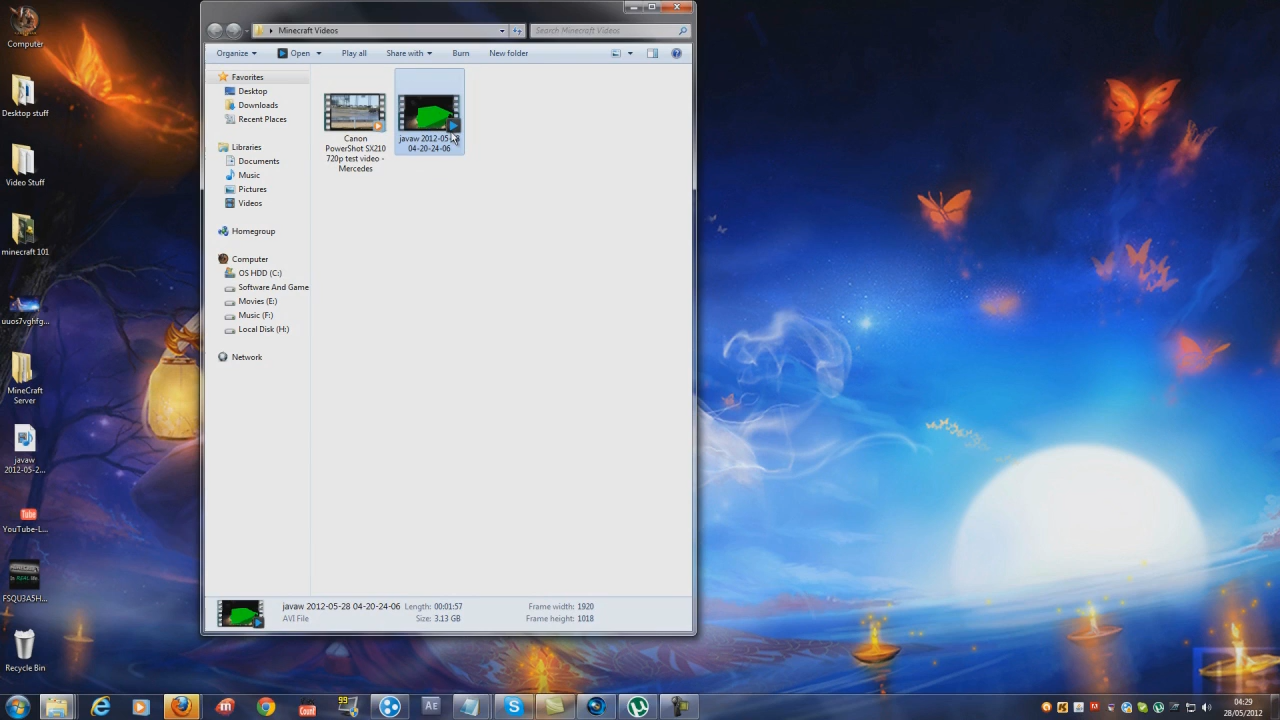 Computer
Desktop stuff
Video Stuff
minecraft 101
uuos7vghfg...
MineCraft
Server
javaw
2012-05-2...
YouTube-L...
FSQU3A5H...
Recycle Bin
Minecraft Videos
Search Minecraft Videos
Organize
Open
Play all
Share with
Burn
New folder
Favorites
Desktop
Downloads
Recent Places
Libraries
Documents
Music
Pictures
Videos
Homegroup
Computer
OS HDD (C:)
Software And Game
Movies (E:)
Music (F:)
Local Disk (H:)
Network
Canon
PowerShot SX210
720p test video -
Mercedes
javaw 2012-05-28
04-20-24-06
javaw 2012-05-28 04-20-24-06
AVI File
Length: 00:01:57
Size: 3.13 GB
Frame width: 1920
Frame height: 1018
Tube
Count
99
Ae
04:29
28/05/2012